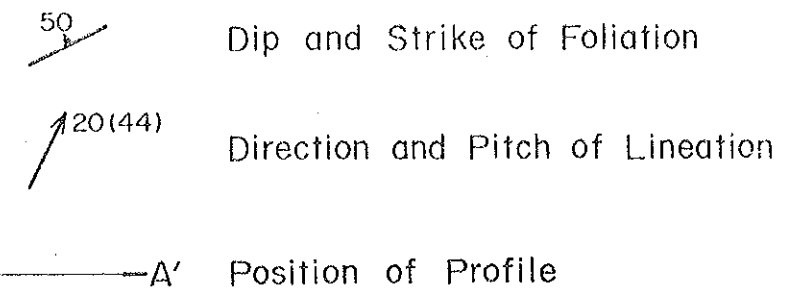 50 Dip and Strike of Foliation
20(44) Direction and Pitch of Lineation
A′ Position of Profile